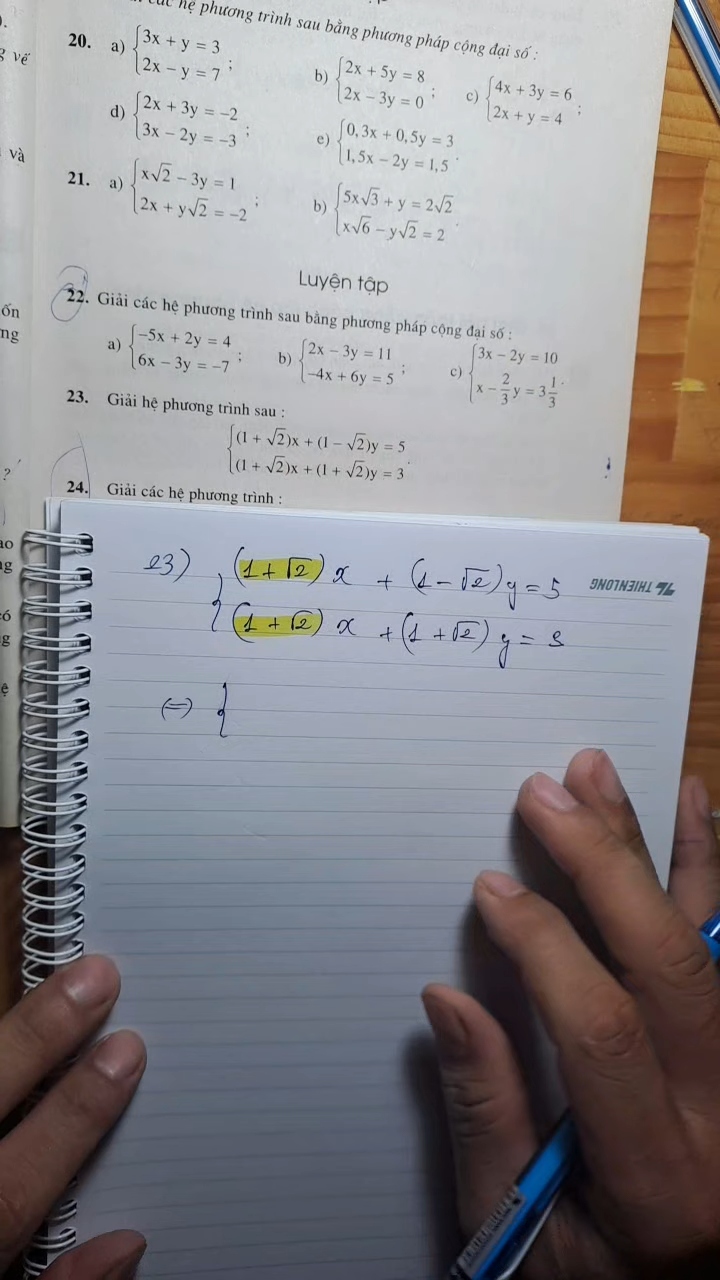 các hệ phương trình sau bằng phương pháp cộng đại số :
20. a) {3x + y = 3
2x − y = 7 ;
b) {2x + 5y = 8
2x − 3y = 0 ;
c) {4x + 3y = 6
2x + y = 4 ;
d) {2x + 3y = −2
3x − 2y = −3 ;
e) {0,3x + 0,5y = 3
1,5x − 2y = 1,5 .
21. a) {x√2 − 3y = 1
2x + y√2 = −2 ;
b) {5x√3 + y = 2√2
x√6 − y√2 = 2 .
Luyện tập
22. Giải các hệ phương trình sau bằng phương pháp cộng đại số :
a) {−5x + 2y = 4
6x − 3y = −7 ;
b) {2x − 3y = 11
−4x + 6y = 5 ;
c) {3x − 2y = 10
x − 2/3 y = 3 1/3 .
23. Giải hệ phương trình sau :
{(1 + √2)x + (1 − √2)y = 5
(1 + √2)x + (1 + √2)y = 3 .
24. Giải các hệ phương trình :
vế
và
ốn
ng
?
ao
g
ó
g
ệ
THIENLONG
23) {(1 + √2) x + (1 − √2) y = 5
(1 + √2) x + (1 + √2) y = 3
(=) {